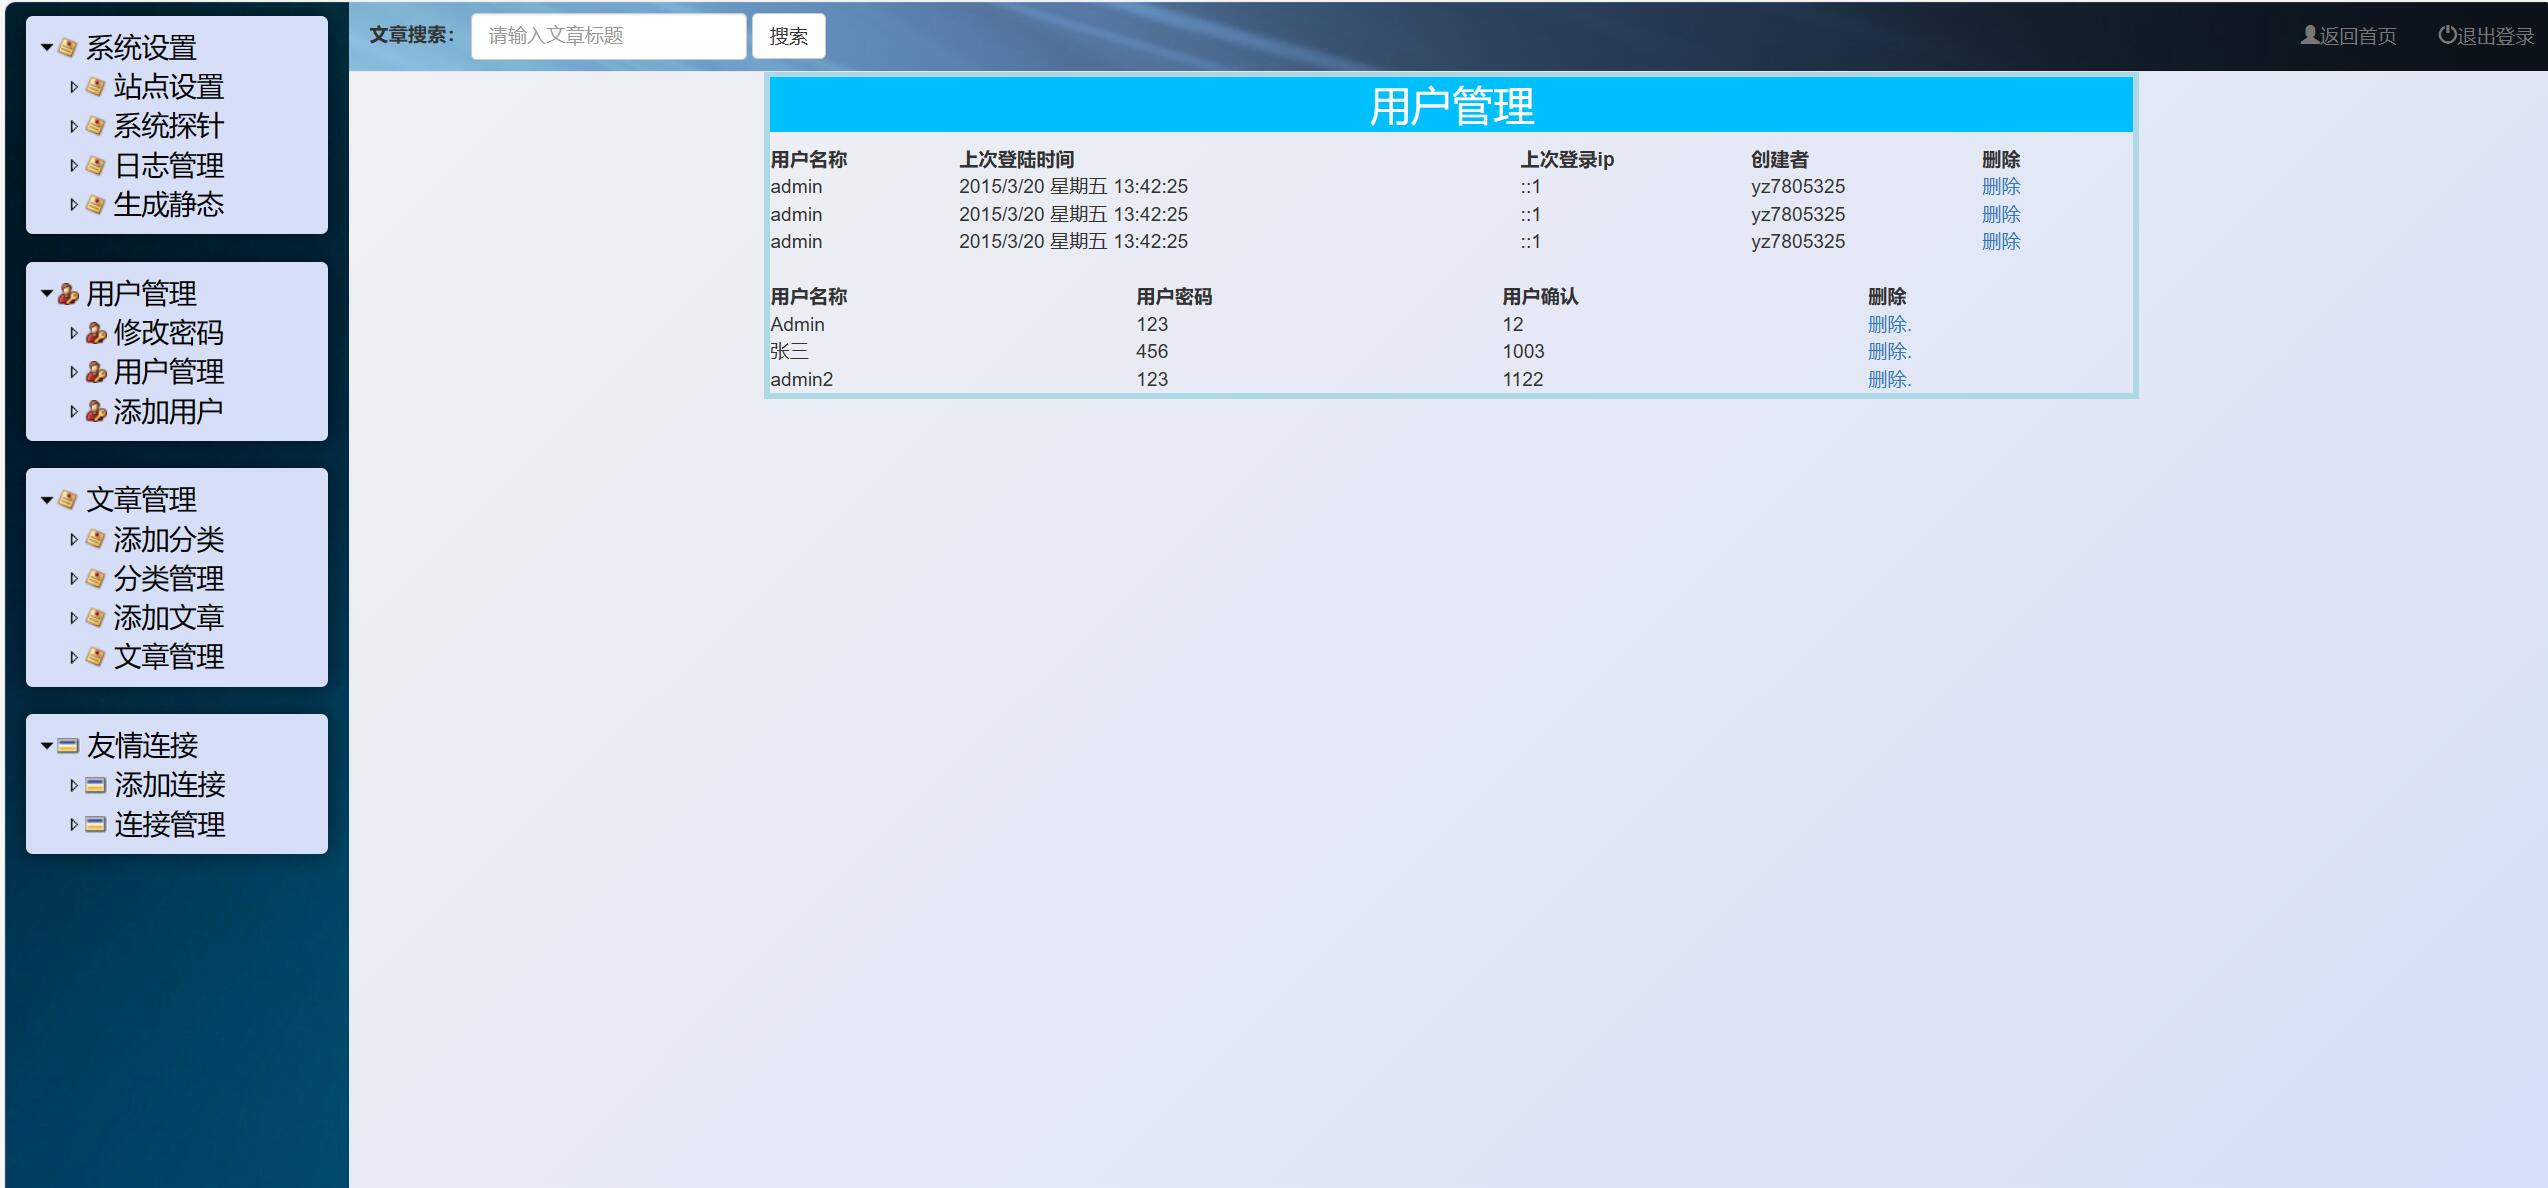 系统设置
站点设置
系统探针
日志管理
生成静态
用户管理
修改密码
用户管理
添加用户
文章管理
添加分类
分类管理
添加文章
文章管理
友情连接
添加连接
连接管理
文章搜索: 请输入文章标题 搜索 返回首页 退出登录
用户管理
用户名称 上次登陆时间 上次登录ip 创建者 删除
admin 2015/3/20 星期五 13:42:25 ::1 yz7805325 删除
admin 2015/3/20 星期五 13:42:25 ::1 yz7805325 删除
admin 2015/3/20 星期五 13:42:25 ::1 yz7805325 删除
用户名称 用户密码 用户确认 删除
Admin 123 12 删除.
张三 456 1003 删除.
admin2 123 1122 删除.